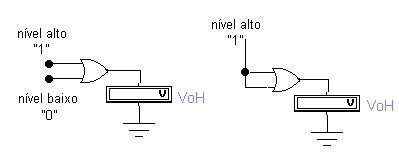 nível alto
"1"
nível baixo
"0"
V
VoH
nível alto
"1"
V
VoH